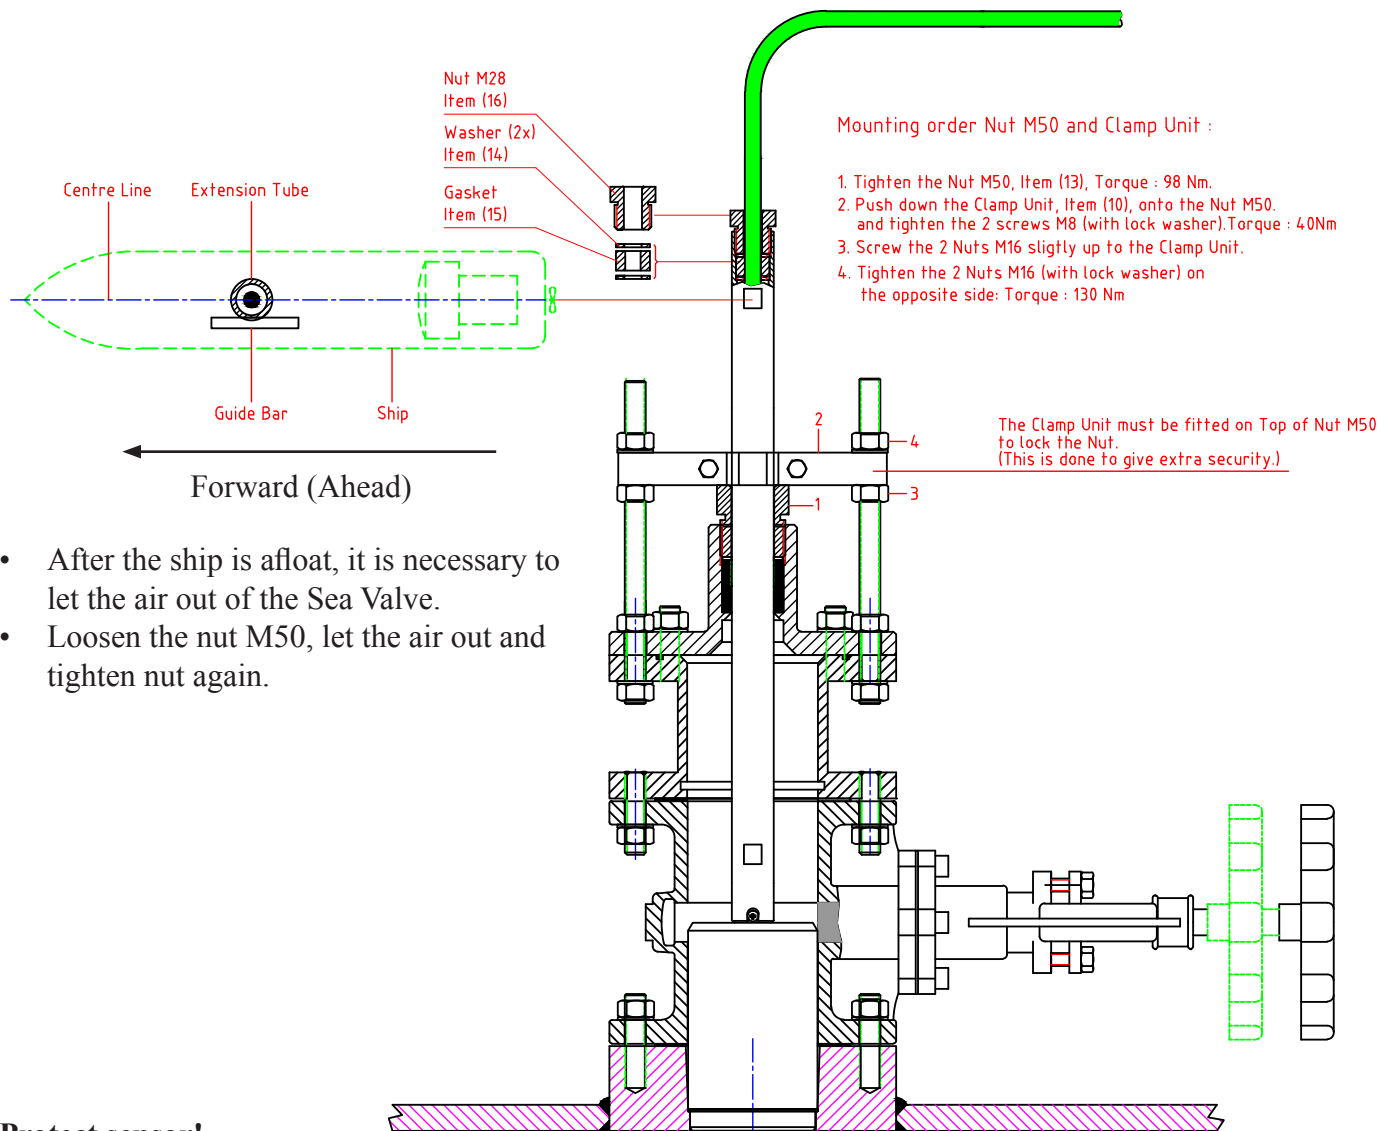 Nut M28
Item (16)
Washer (2x)
Item (14)
Gasket
Item (15)
Mounting order Nut M50 and Clamp Unit :
1. Tighten the Nut M50, Item (13), Torque : 98 Nm.
2. Push down the Clamp Unit, Item (10), onto the Nut M50.
and tighten the 2 screws M8 (with lock washer).Torque : 40Nm
3. Screw the 2 Nuts M16 sligtly up to the Clamp Unit.
4. Tighten the 2 Nuts M16 (with lock washer) on
the opposite side: Torque : 130 Nm
Centre Line
Extension Tube
Guide Bar
Ship
Forward (Ahead)
2
4
3
1
The Clamp Unit must be fitted on Top of Nut M50
to lock the Nut.
(This is done to give extra security.)
• After the ship is afloat, it is necessary to
let the air out of the Sea Valve.
• Loosen the nut M50, let the air out and
tighten nut again.
Protect sensor!